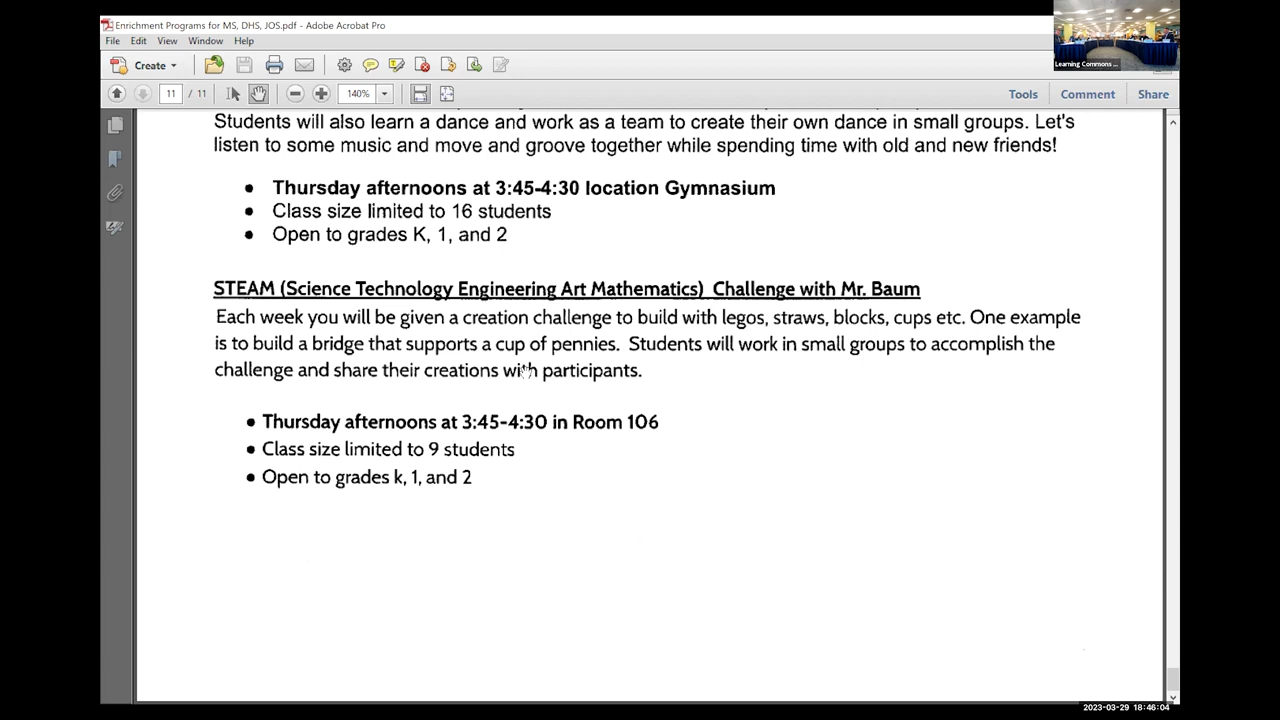 Enrichment Programs for MS, DHS, JOS.pdf - Adobe Acrobat Pro
File Edit View Window Help
Create
11 / 11 140% Tools Comment Share
Learning Commons ...
Students will also learn a dance and work as a team to create their own dance in small groups. Let's
listen to some music and move and groove together while spending time with old and new friends!
• Thursday afternoons at 3:45-4:30 location Gymnasium
• Class size limited to 16 students
• Open to grades K, 1, and 2
STEAM (Science Technology Engineering Art Mathematics) Challenge with Mr. Baum
Each week you will be given a creation challenge to build with legos, straws, blocks, cups etc. One example
is to build a bridge that supports a cup of pennies. Students will work in small groups to accomplish the
challenge and share their creations with participants.
• Thursday afternoons at 3:45-4:30 in Room 106
• Class size limited to 9 students
• Open to grades k, 1, and 2
2023-03-29 18:46:04